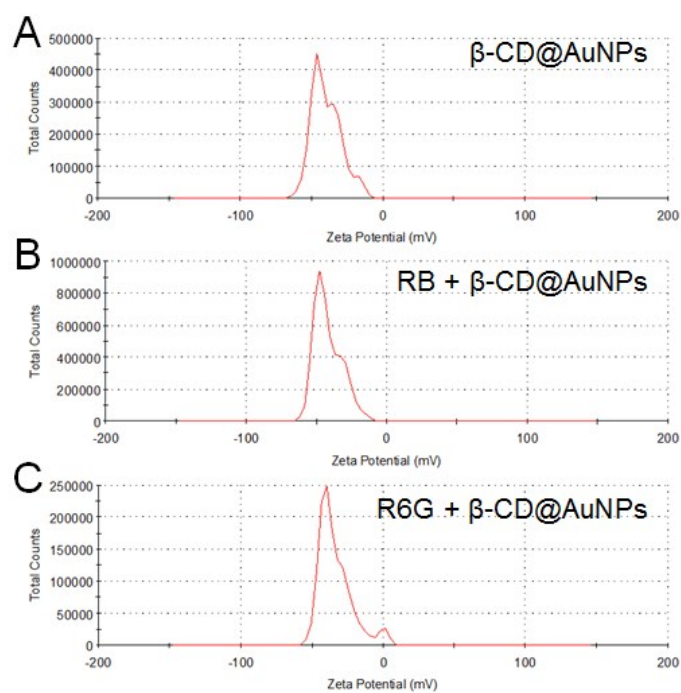 A
β-CD@AuNPs
Total Counts
500000
400000
300000
200000
100000
0
-200 -100 0 100 200
Zeta Potential (mV)
B
RB + β-CD@AuNPs
Total Counts
1000000
800000
600000
400000
200000
0
-200 -100 0 100 200
Zeta Potential (mV)
C
R6G + β-CD@AuNPs
Total Counts
250000
200000
150000
100000
50000
0
-200 -100 0 100 200
Zeta Potential (mV)